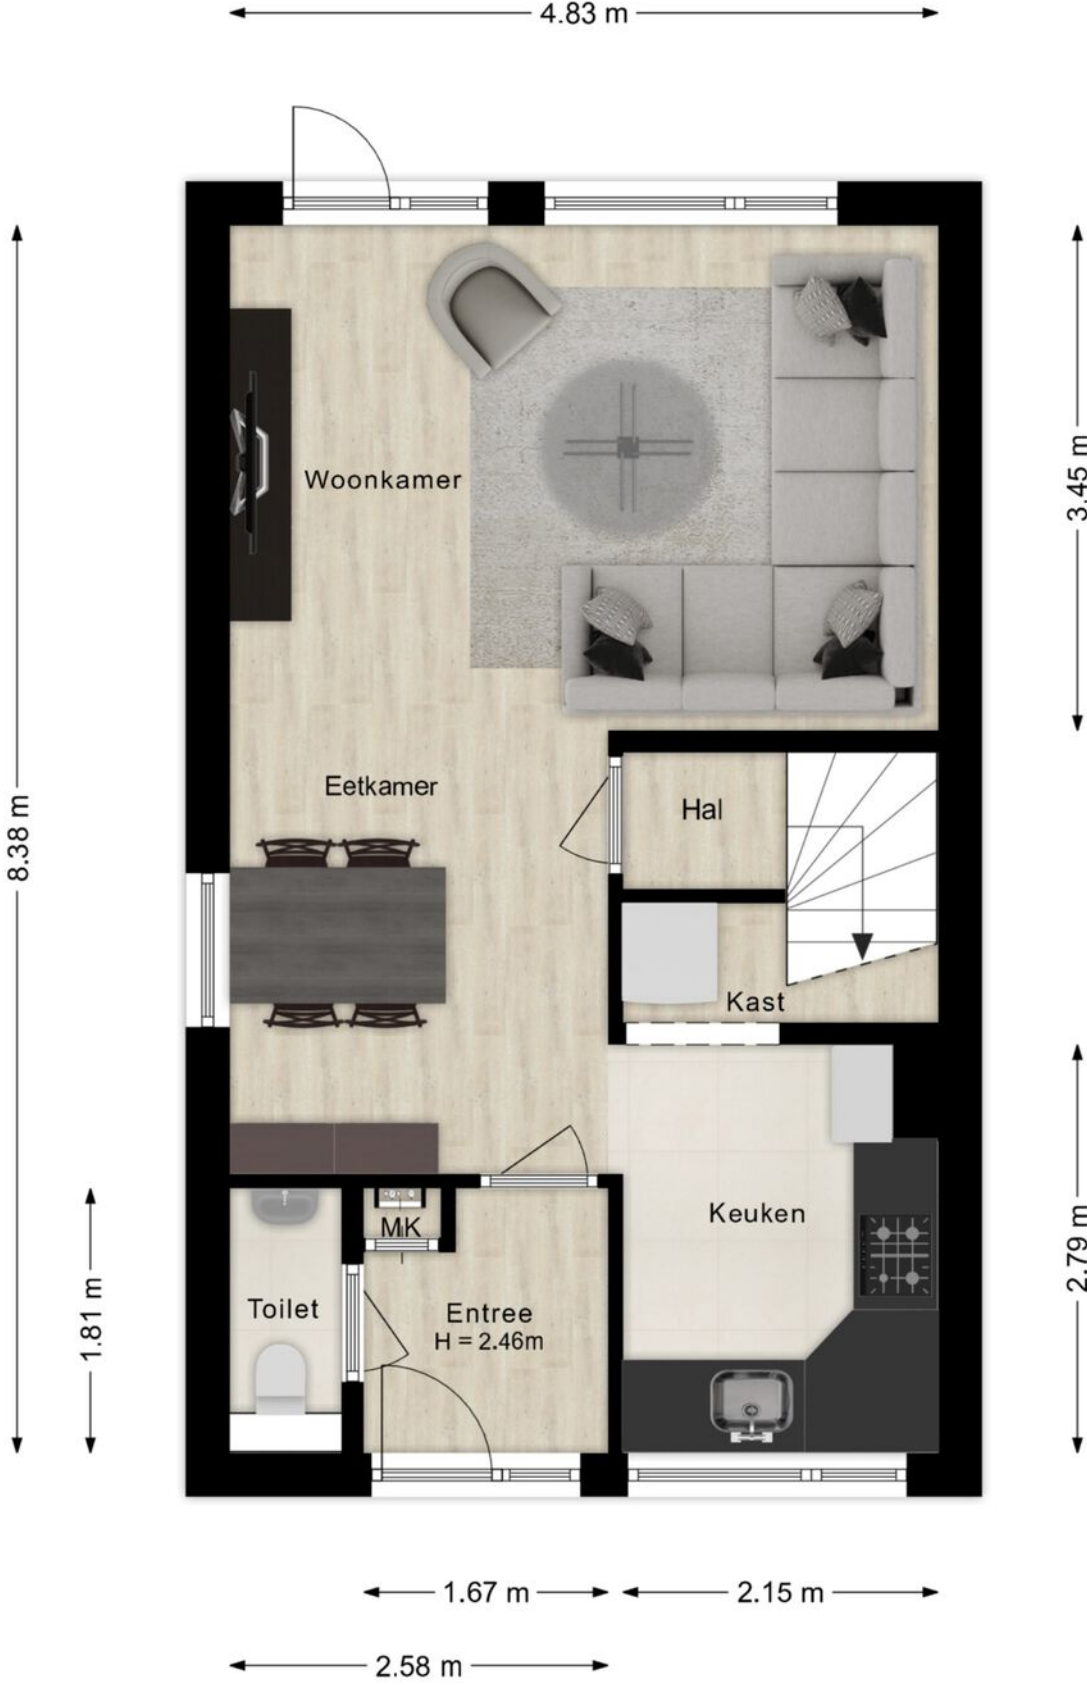 4.83 m
Woonkamer
3.45 m
Eetkamer
Hal
8.38 m
Kast
Keuken
MK
2.79 m
Toilet
Entree
H = 2.46m
1.81 m
1.67 m
2.15 m
2.58 m